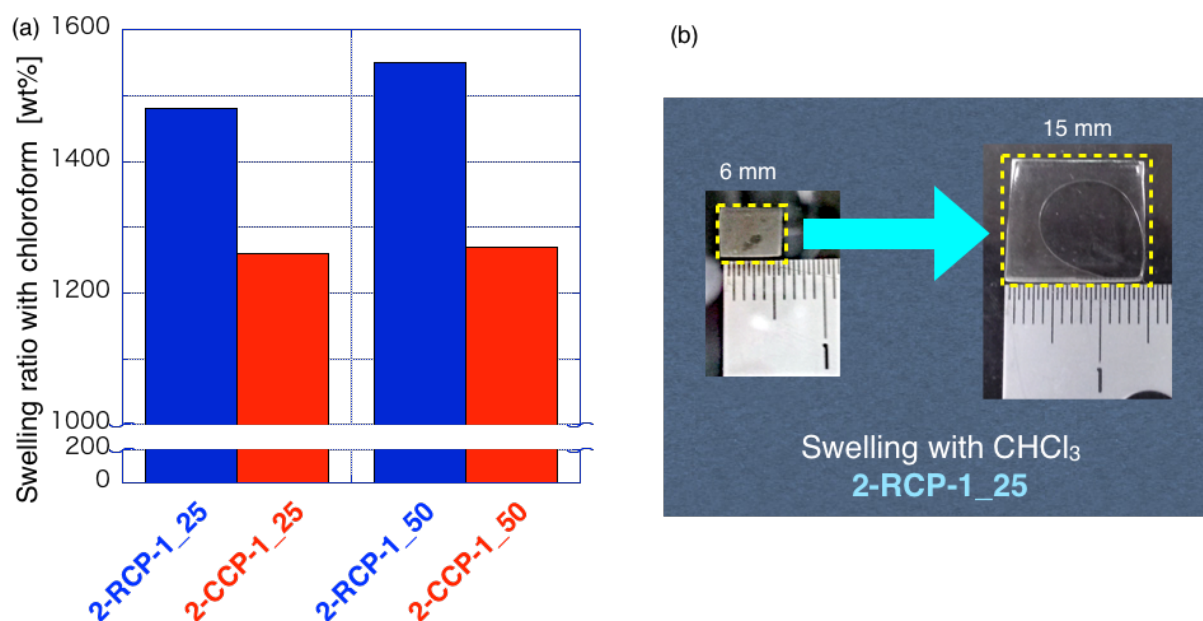 (a)
Swelling ratio with chloroform [wt%]
1600
1400
1200
1000
200
0
2-RCP-1_25
2-CCP-1_25
2-RCP-1_50
2-CCP-1_50
(b)
6 mm
15 mm
1
1
Swelling with CHCl₃
2-RCP-1_25